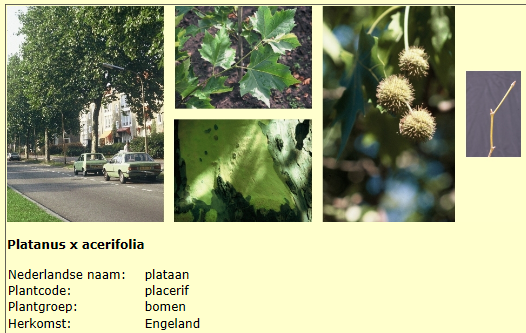 Platanus x acerifolia
Nederlandse naam: plataan
Plantcode: placerif
Plantgroep: bomen
Herkomst: Engeland